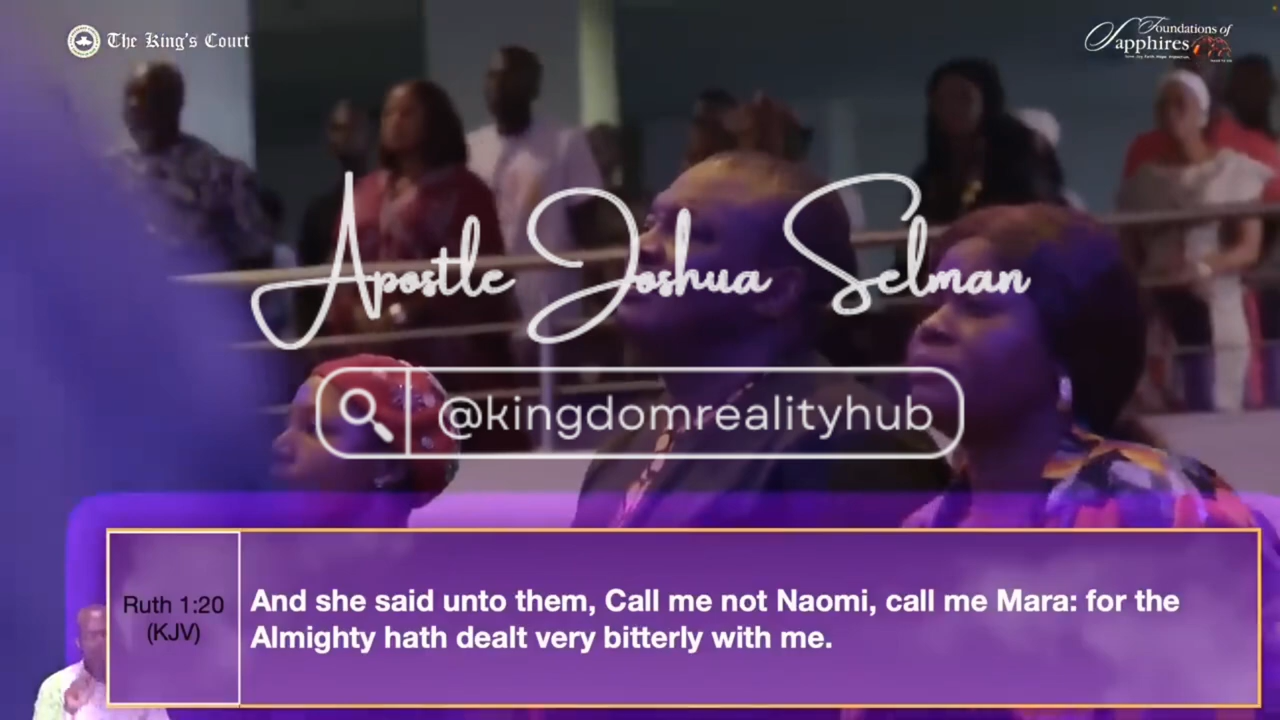 The King's Court
Foundations of
Sapphires
Apostle Joshua Selman
@kingdomrealityhub
Ruth 1:20
(KJV)
And she said unto them, Call me not Naomi, call me Mara: for the
Almighty hath dealt very bitterly with me.